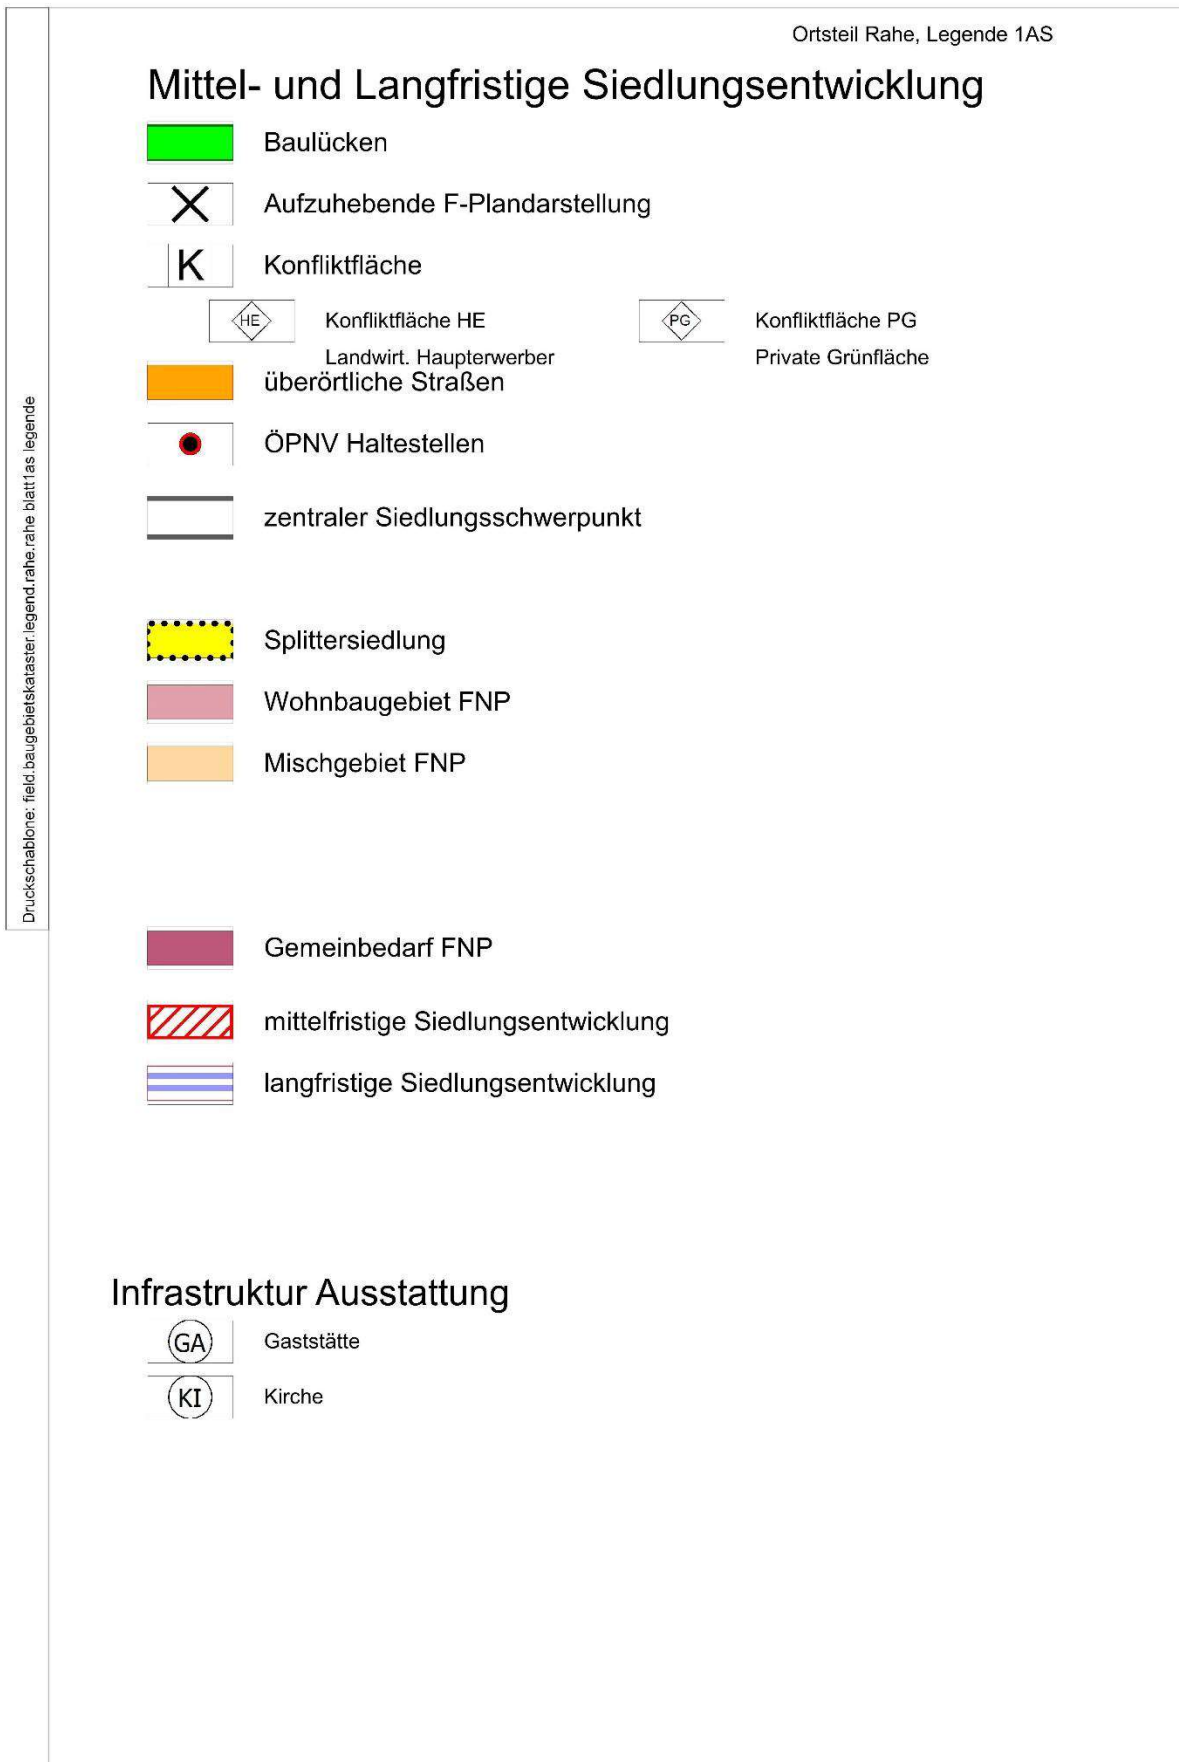 Ortsteil Rahe, Legende 1AS
Mittel- und Langfristige Siedlungsentwicklung
Baulücken
Aufzuhebende F-Plandarstellung
K Konfliktfläche
HE Konfliktfläche HE
Landwirt. Haupterwerber
PG Konfliktfläche PG
Private Grünfläche
überörtliche Straßen
ÖPNV Haltestellen
zentraler Siedlungsschwerpunkt
Splittersiedlung
Wohnbaugebiet FNP
Mischgebiet FNP
Gemeinbedarf FNP
mittelfristige Siedlungsentwicklung
langfristige Siedlungsentwicklung
Infrastruktur Ausstattung
GA Gaststätte
KI Kirche
Druckschablone: field.baugebietskataster.legend.rahe.rahe blatt1as legende